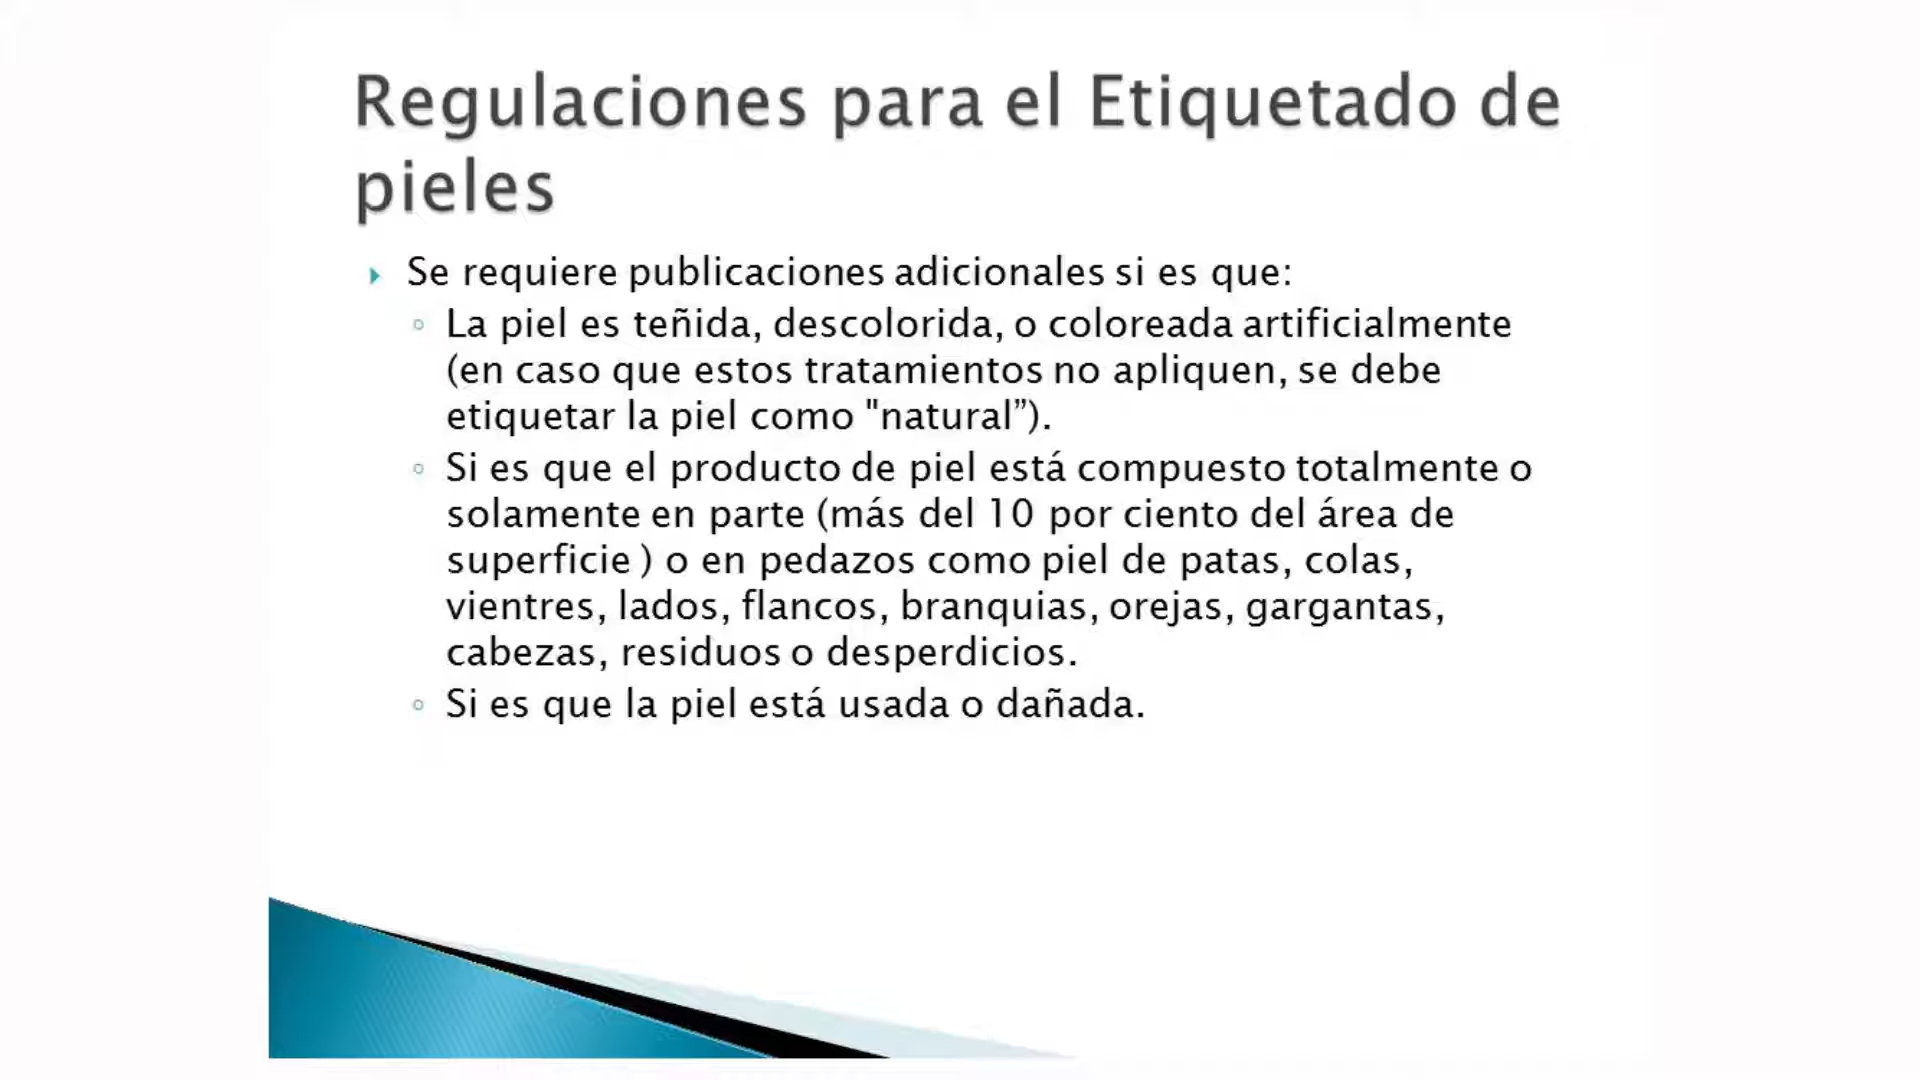 Regulaciones para el Etiquetado de
pieles
Se requiere publicaciones adicionales si es que:
La piel es teñida, descolorida, o coloreada artificialmente
(en caso que estos tratamientos no apliquen, se debe
etiquetar la piel como "natural”).
Si es que el producto de piel está compuesto totalmente o
solamente en parte (más del 10 por ciento del área de
superficie ) o en pedazos como piel de patas, colas,
vientres, lados, flancos, branquias, orejas, gargantas,
cabezas, residuos o desperdicios.
Si es que la piel está usada o dañada.